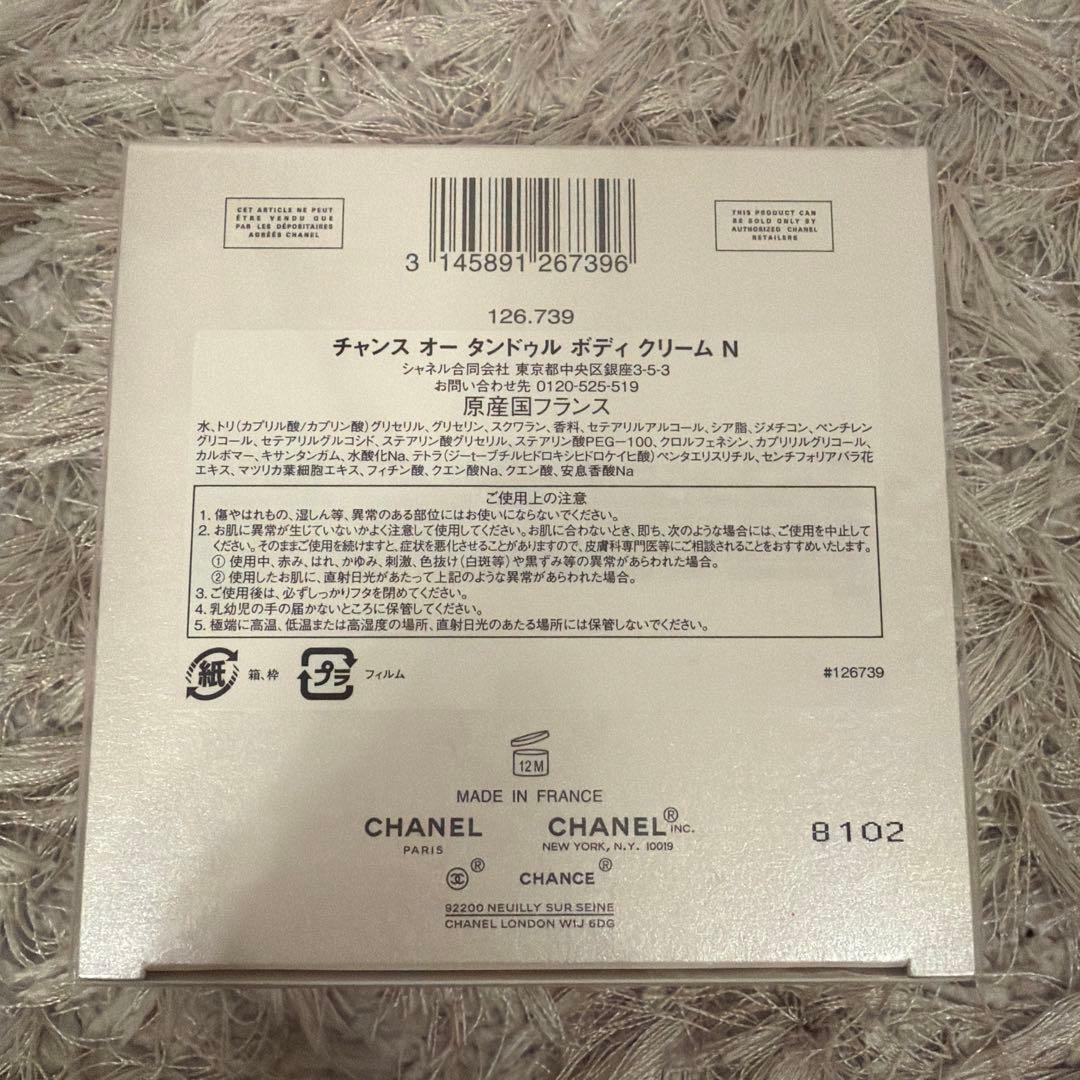 CET ARTICLE NE PEUT
ÊTRE VENDU QUE
PAR LES DÉPOSITAIRES
AGRÉÉS CHANEL
THIS PRODUCT CAN
BE SOLD ONLY BY
AUTHORIZED CHANEL
RETAILERS
3 145891 267396
126.739
チャンス オー タンドゥル ボディ クリーム N
シャネル合同会社 東京都中央区銀座3-5-3
お問い合わせ先 0120-525-519
原産国フランス
水、トリ(カプリル酸/カプリン酸)グリセリル、グリセリン、スクワラン、香料、セテアリルアルコール、シア脂、ジメチコン、ペンチレン
グリコール、セテアリルグルコシド、ステアリン酸グリセリル、ステアリン酸PEG－100、クロルフェネシン、カプリリルグリコール、
カルボマー、キサンタンガム、水酸化Na、テトラ(ジーtーブチルヒドロキシヒドロケイヒ酸)ペンタエリスリチル、センチフォリアバラ花
エキス、マツリカ葉細胞エキス、フィチン酸、クエン酸Na、クエン酸、安息香酸Na
ご使用上の注意
1. 傷やはれもの、湿しん等、異常のある部位にはお使いにならないでください。
2. お肌に異常が生じていないかよく注意して使用してください。お肌に合わないとき、即ち、次のような場合には、ご使用を中止して
ください。そのままご使用を続けますと、症状を悪化させることがありますので、皮膚科専門医等にご相談されることをおすすめいたします。
① 使用中、赤み、はれ、かゆみ、刺激、色抜け(白斑等)や黒ずみ等の異常があらわれた場合。
② 使用したお肌に、直射日光があたって上記のような異常があらわれた場合。
3. ご使用後は、必ずしっかりフタを閉めてください。
4. 乳幼児の手の届かないところに保管してください。
5. 極端に高温、低温または高湿度の場所、直射日光のあたる場所には保管しないでください。
紙 箱、枠 プラ フィルム #126739
12M
MADE IN FRANCE
CHANEL CHANEL® INC.
PARIS NEW YORK, N.Y. 10019
8102
® CHANCE®
92200 NEUILLY SUR SEINE
CHANEL LONDON W1J 6DG